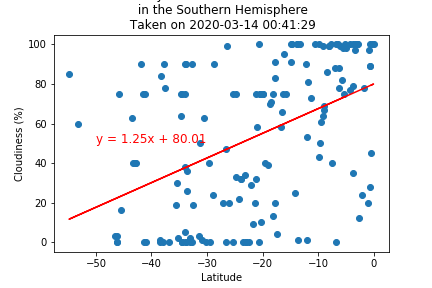 in the Southern Hemisphere
Taken on 2020-03-14 00:41:29
100
80
60
40
20
0
Cloudiness (%)
y = 1.25x + 80.01
−50
−40
−30
−20
−10
0
Latitude